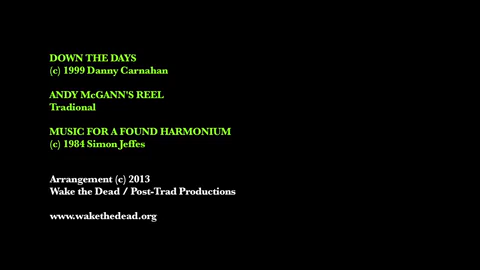 DOWN THE DAYS
(c) 1999 Danny Carnahan
ANDY McGANN'S REEL
Tradional
MUSIC FOR A FOUND HARMONIUM
(c) 1984 Simon Jeffes
Arrangement (c) 2013
Wake the Dead / Post-Trad Productions
www.wakethedead.org